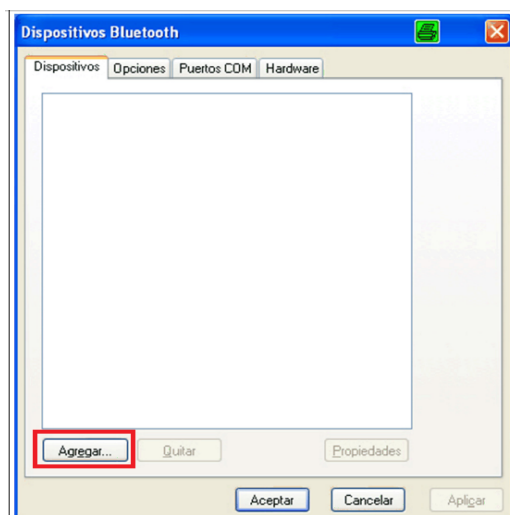 Dispositivos Bluetooth
Dispositivos Opciones Puertos COM Hardware
Agregar... Quitar Propiedades
Aceptar Cancelar Aplicar